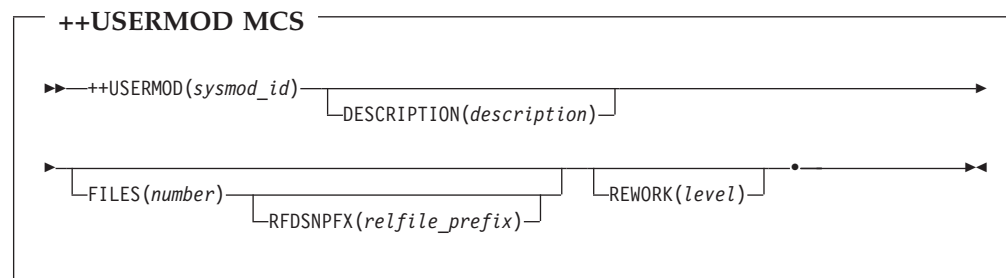 ++USERMOD MCS
++USERMOD(sysmod_id)
DESCRIPTION(description)
FILES(number)
RFDSNPFX(relfile_prefix)
REWORK(level)
.